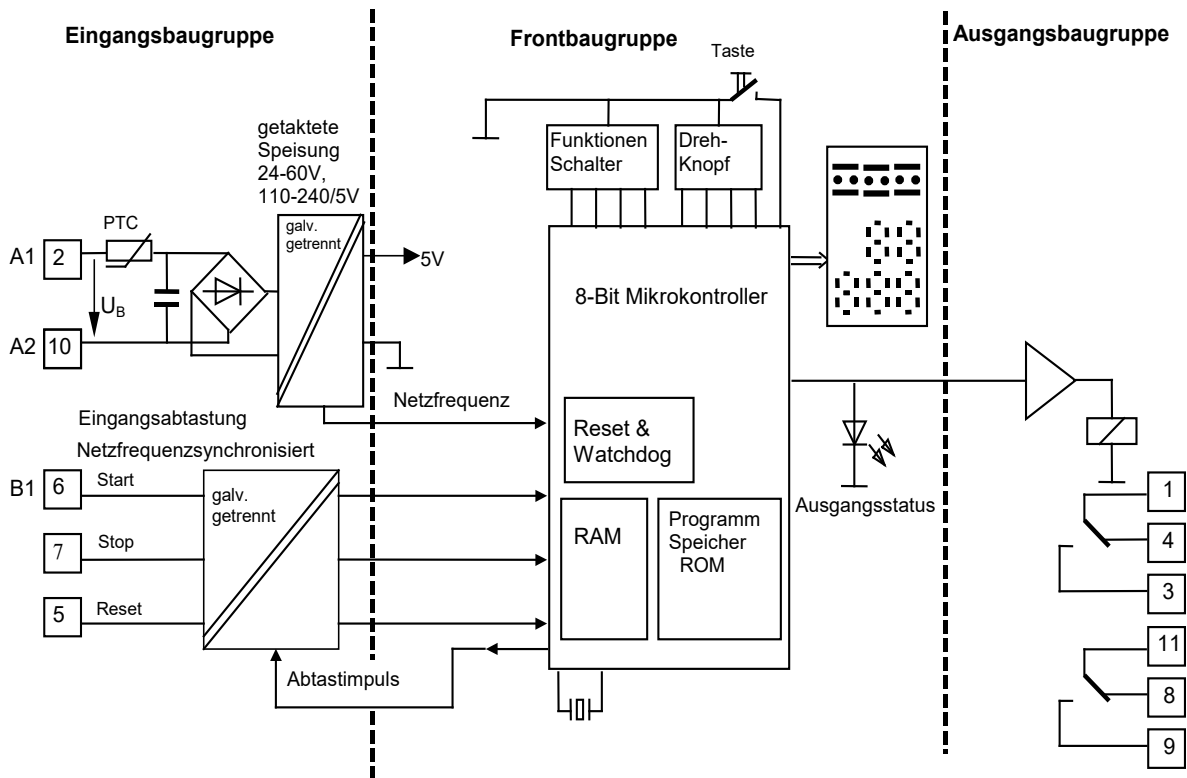 Eingangsbaugruppe
Frontbaugruppe
Ausgangsbaugruppe
Taste
getaktete
Speisung
24-60V,
110-240/5V
Funktionen
Schalter
Dreh-
Knopf
PTC
galv.
getrennt
A1 2
5V
U_B
8-Bit Mikrokontroller
A2 10
Netzfrequenz
Eingangsabtastung
Netzfrequenzsynchronisiert
Reset &
Watchdog
B1 6 Start
galv.
getrennt
7 Stop
5 Reset
RAM
Programm
Speicher
ROM
Ausgangsstatus
Abtastimpuls
1
4
3
11
8
9